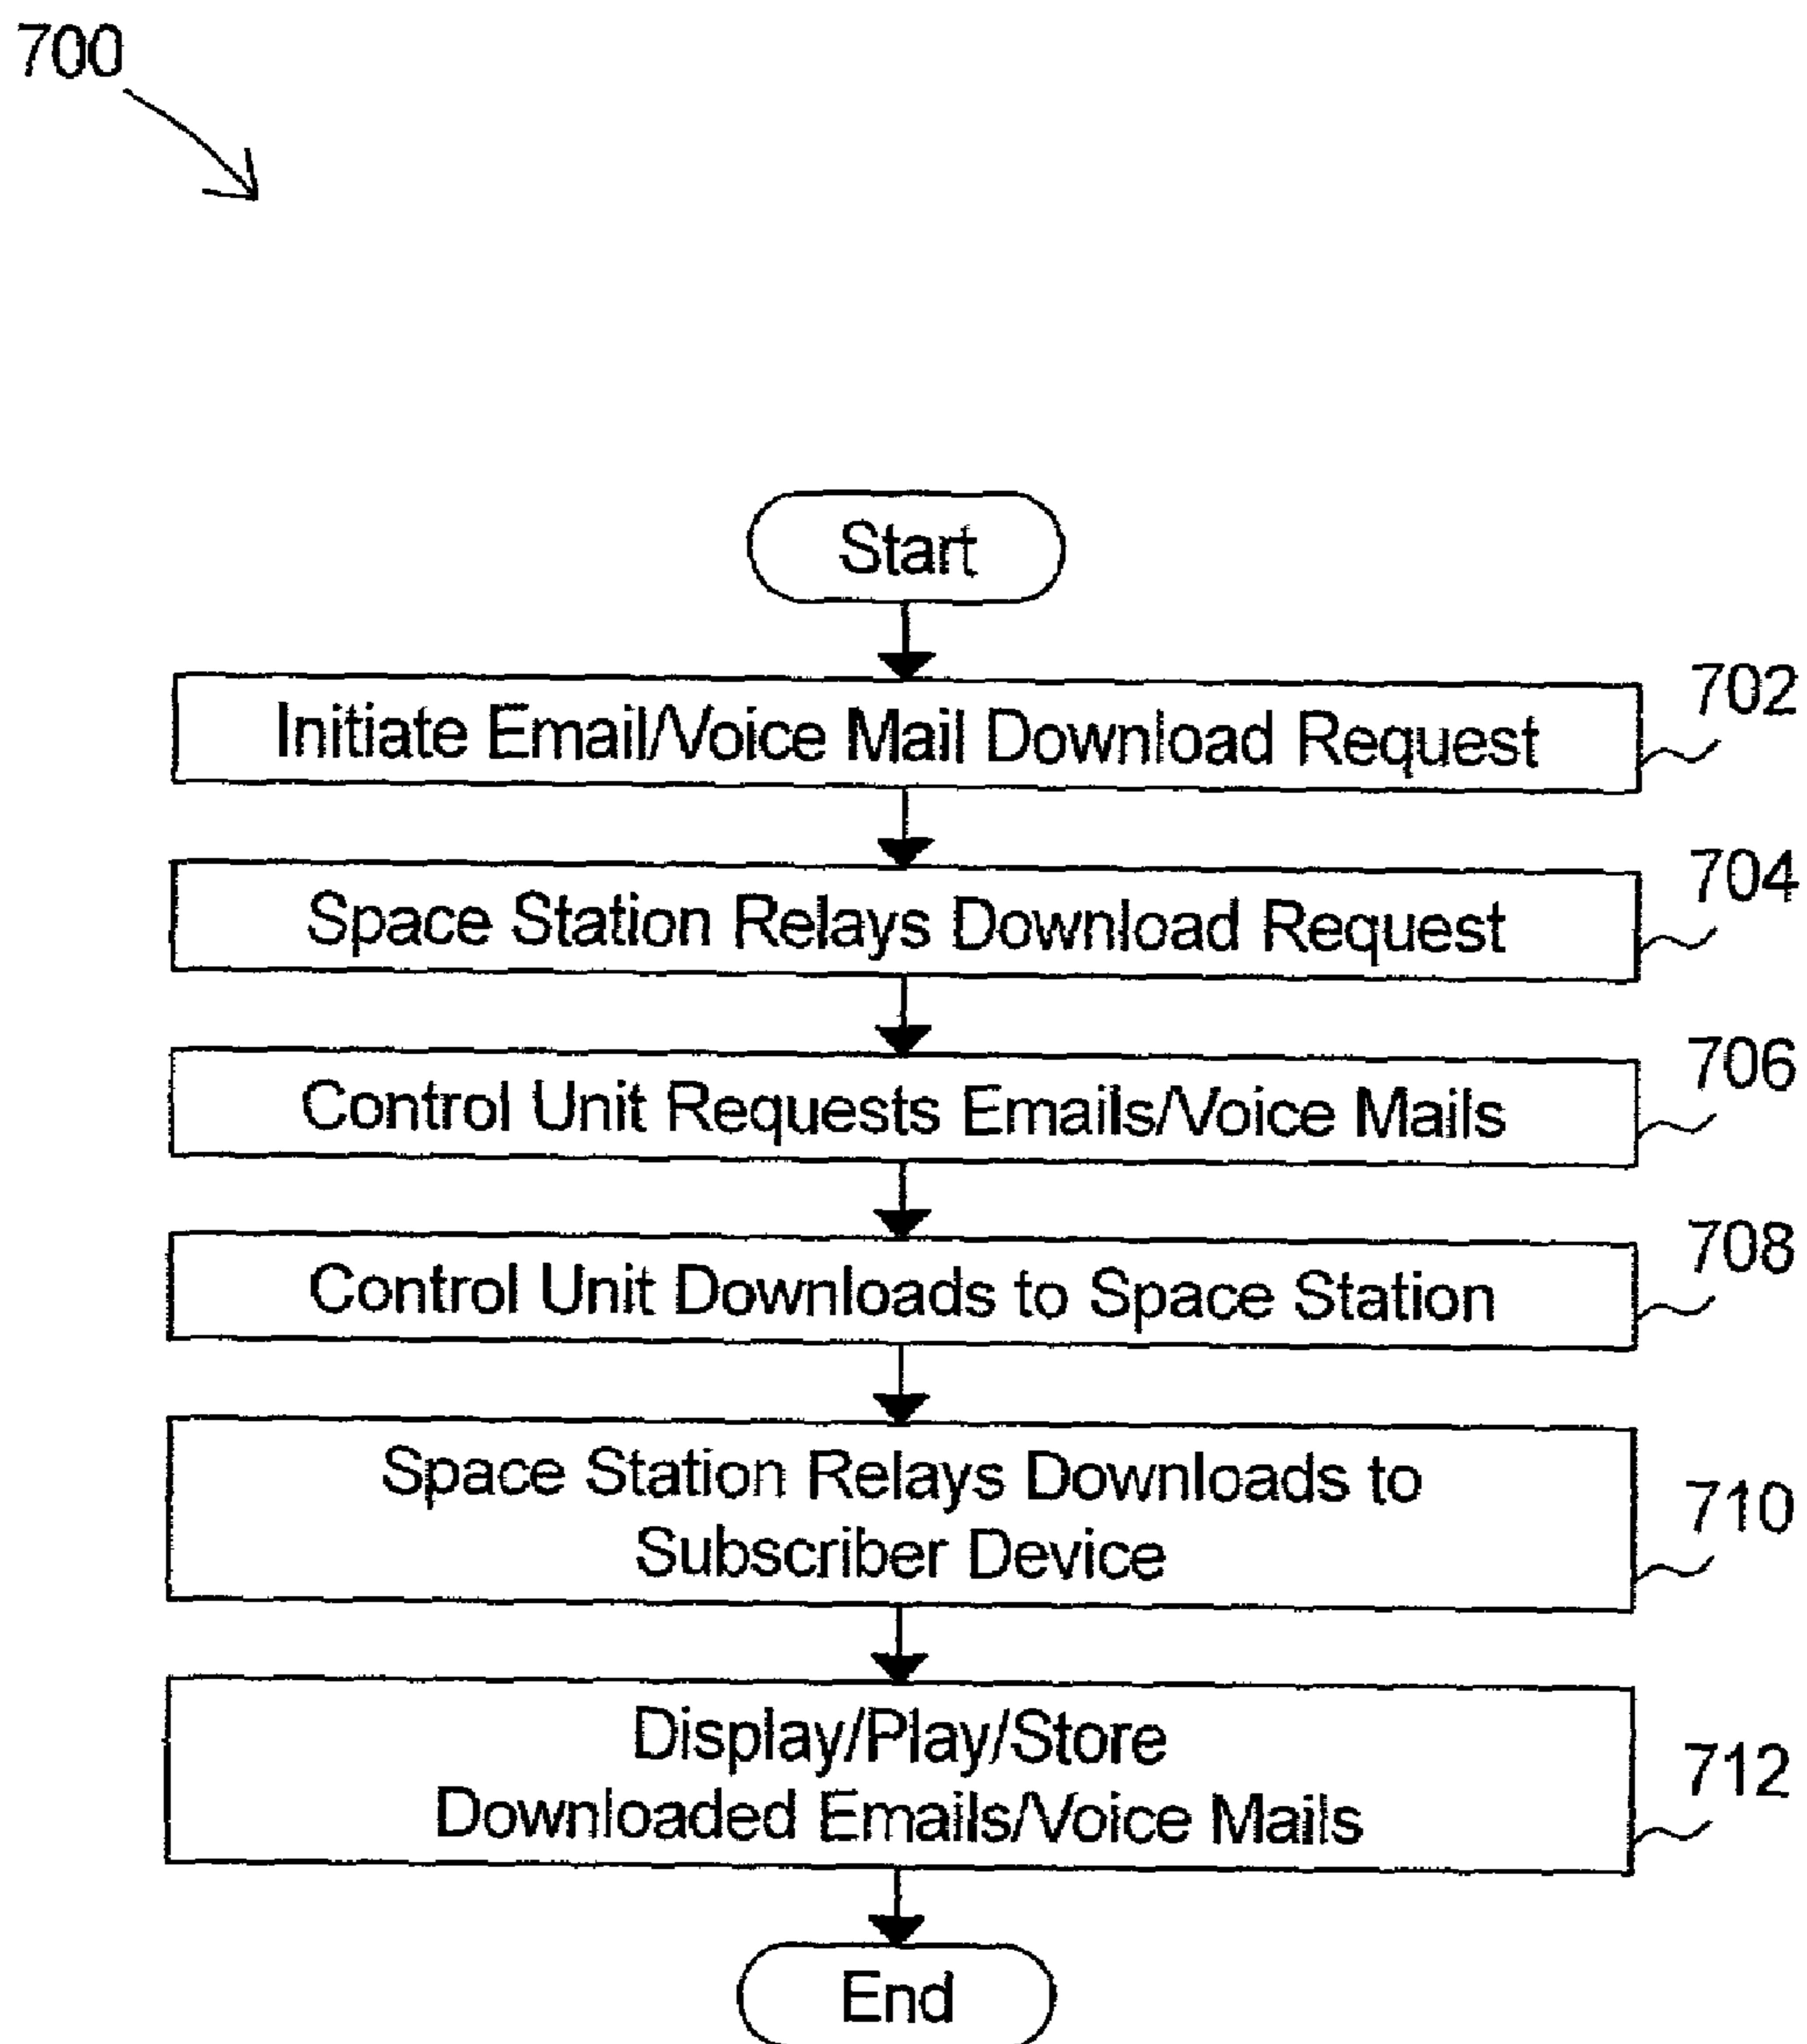 700
Start
Initiate Email/Voice Mail Download Request
702
Space Station Relays Download Request
704
Control Unit Requests Emails/Voice Mails
706
Control Unit Downloads to Space Station
708
Space Station Relays Downloads to
Subscriber Device
710
Display/Play/Store
Downloaded Emails/Voice Mails
712
End